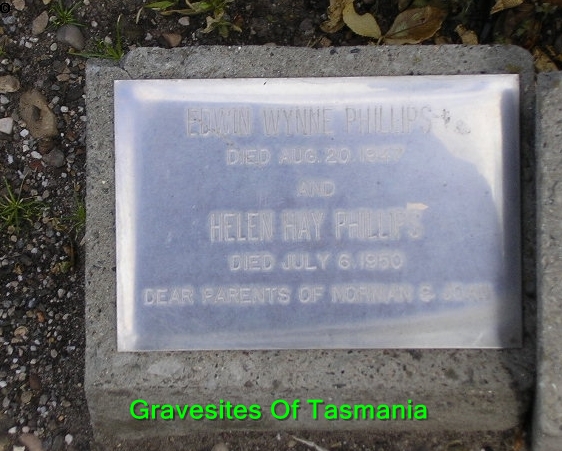 EDWIN WYNNE PHILLIPS
DIED AUG. 20. 1947
AND
HELEN HAY PHILLIPS
DIED JULY 6. 1950
DEAR PARENTS OF NORMAN & JOAN
Gravesites Of Tasmania